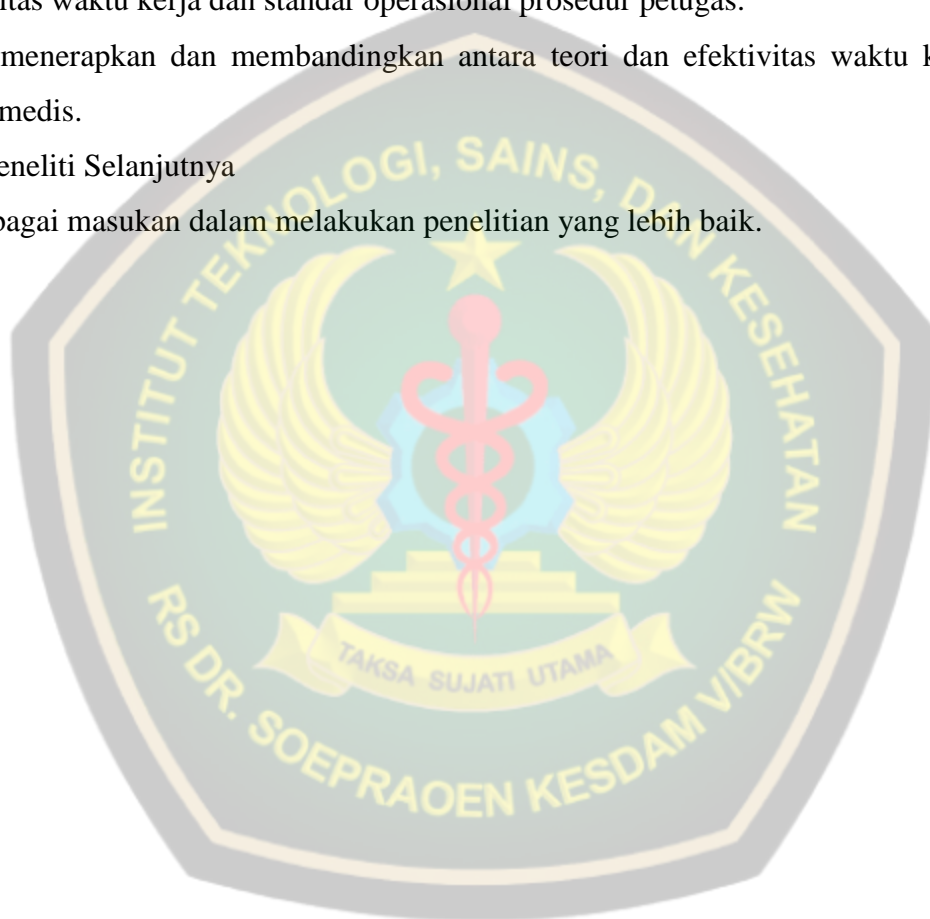 itas waktu kerja dan standar operasional prosedur petugas.
menerapkan dan membandingkan antara teori dan efektivitas waktu k
medis.
eneliti Selanjutnya
bagai masukan dalam melakukan penelitian yang lebih baik.
INSTITUT TEKNOLOGI, SAINS, DAN KESEHATAN
TAKSA SUJATI UTAMA
RS DR. SOEPRAOEN KESDAM V/BRW